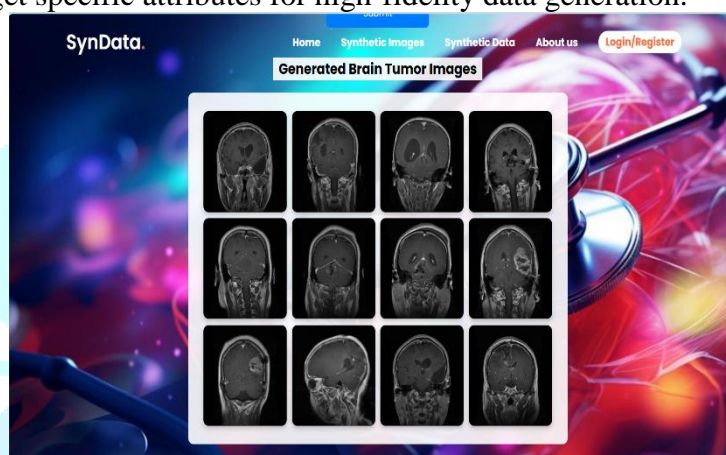 get specific attributes for high-fidelity data generation.
Submit
SynData.
Home Synthetic Images Synthetic Data About us Login/Register
Generated Brain Tumor Images